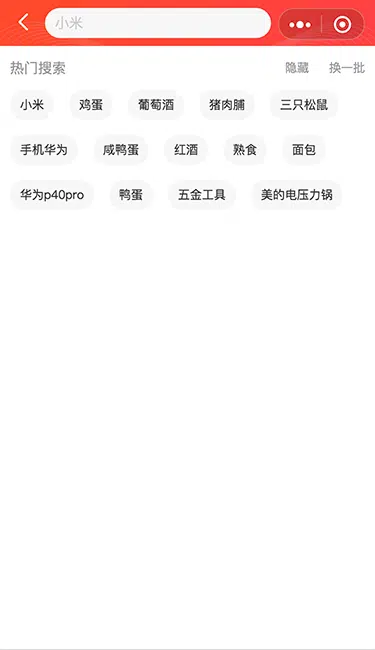 小米
热门搜索 隐藏 换一批
小米 鸡蛋 葡萄酒 猪肉脯 三只松鼠
手机华为 咸鸭蛋 红酒 熟食 面包
华为p40pro 鸭蛋 五金工具 美的电压力锅